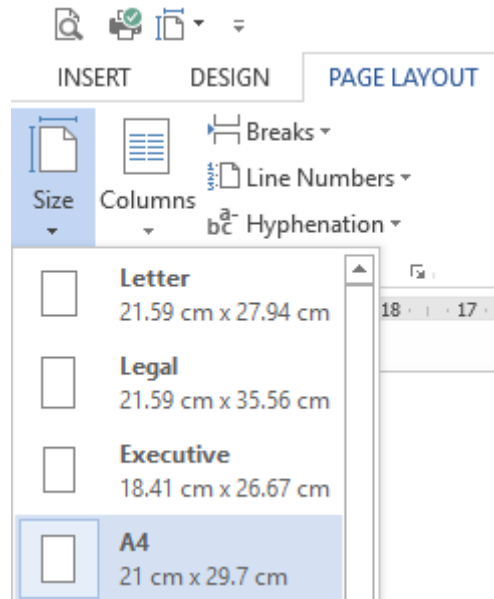 INSERT DESIGN PAGE LAYOUT
Breaks
Line Numbers
Size Columns
Hyphenation
Letter
21.59 cm x 27.94 cm
18 17
Legal
21.59 cm x 35.56 cm
Executive
18.41 cm x 26.67 cm
A4
21 cm x 29.7 cm